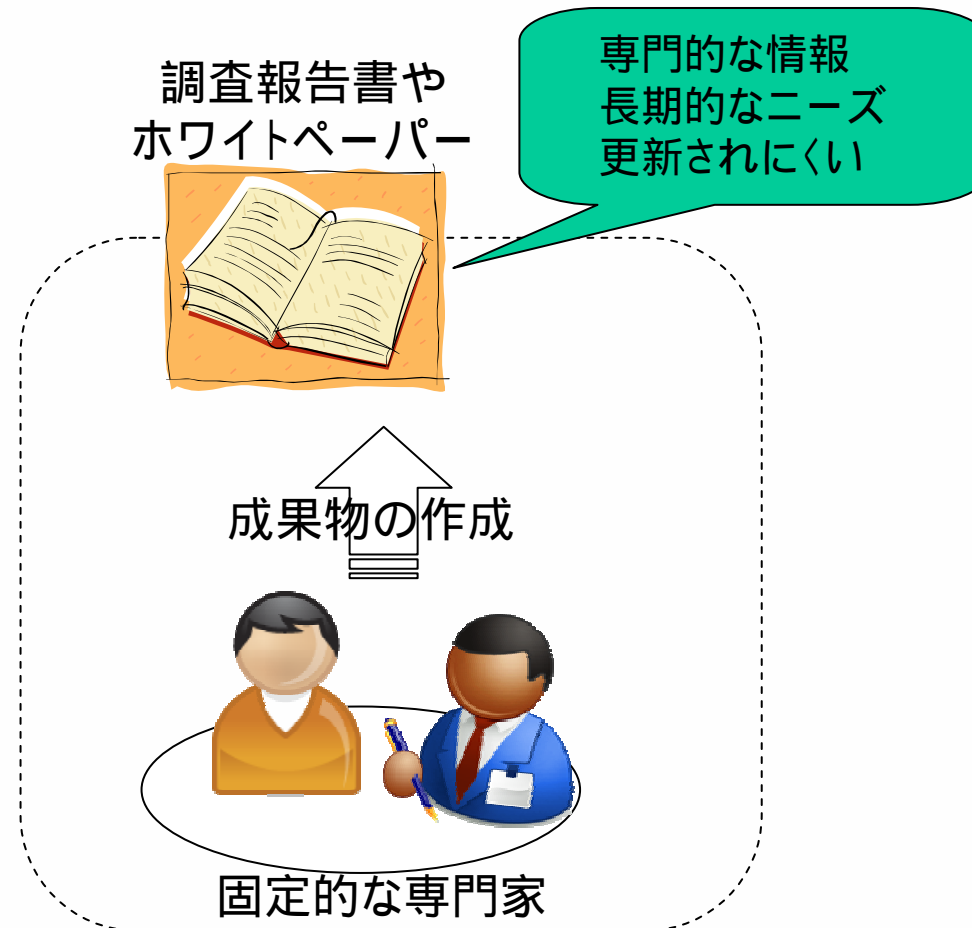 調査報告書や
ホワイトペーパー
専門的な情報
長期的なニーズ
更新されにくい
成果物の作成
固定的な専門家